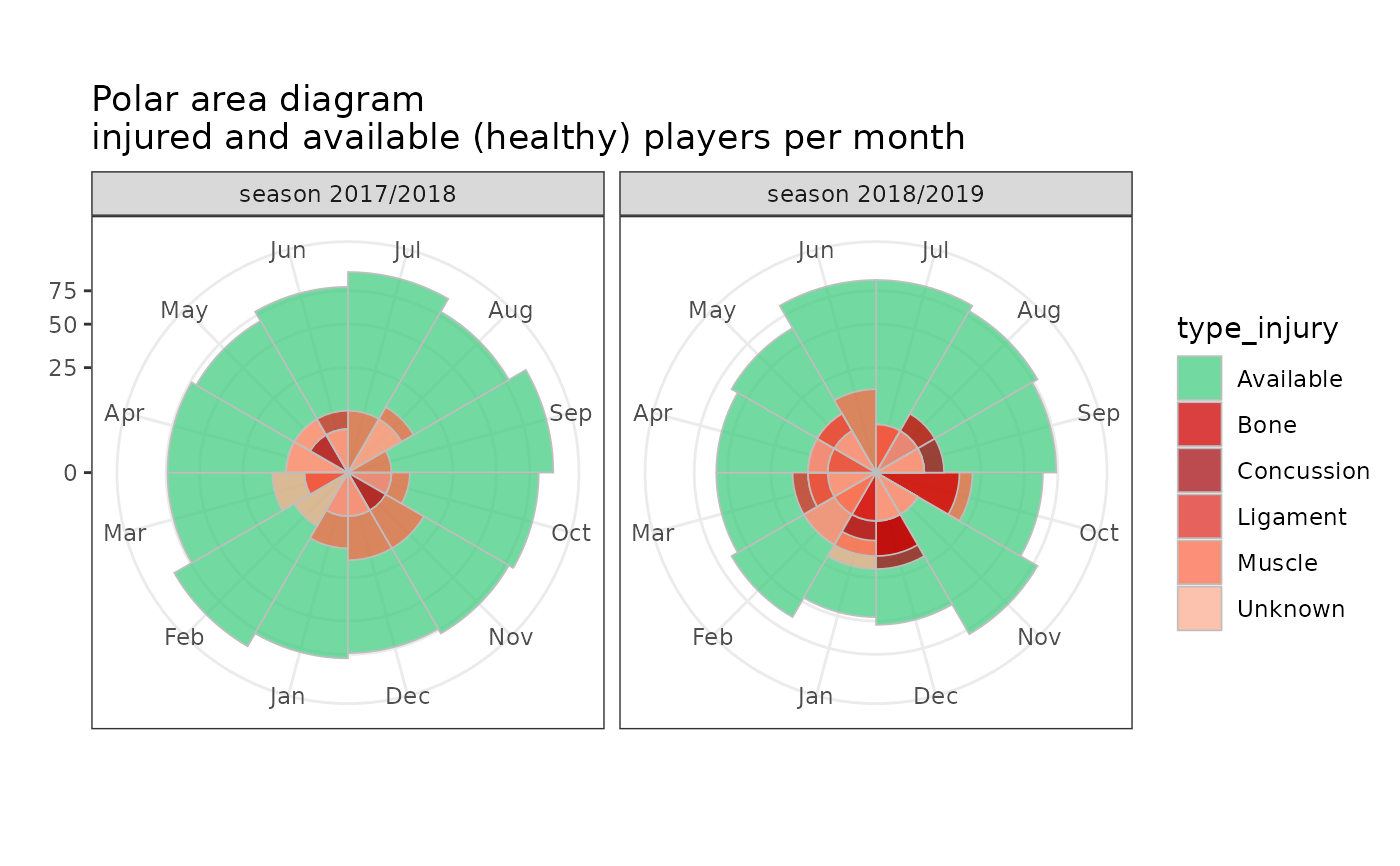 Polar area diagram
injured and available (healthy) players per month
season 2017/2018
season 2018/2019
75
50
25
0
Jun
Jul
May
Aug
Apr
Sep
Mar
Oct
Feb
Nov
Jan
Dec
Jun
Jul
May
Aug
Apr
Sep
Mar
Oct
Feb
Nov
Jan
Dec
type_injury
Available
Bone
Concussion
Ligament
Muscle
Unknown